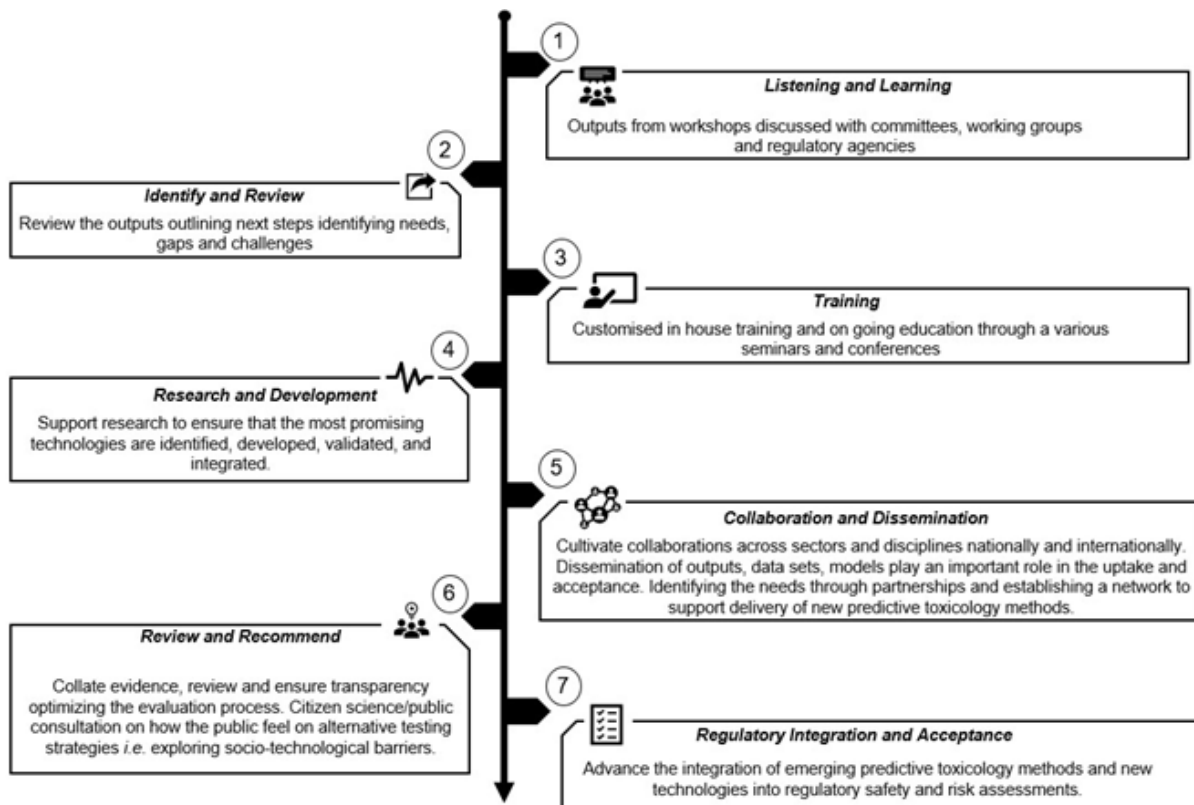 1
Listening and Learning
Outputs from workshops discussed with committees, working groups
and regulatory agencies
2
Identify and Review
Review the outputs outlining next steps identifying needs,
gaps and challenges
3
Training
Customised in house training and on going education through a various
seminars and conferences
4
Research and Development
Support research to ensure that the most promising
technologies are identified, developed, validated, and
integrated.
5
Collaboration and Dissemination
Cultivate collaborations across sectors and disciplines nationally and internationally.
Dissemination of outputs, data sets, models play an important role in the uptake and
acceptance. Identifying the needs through partnerships and establishing a network to
support delivery of new predictive toxicology methods.
6
Review and Recommend
Collate evidence, review and ensure transparency
optimizing the evaluation process. Citizen science/public
consultation on how the public feel on alternative testing
strategies i.e. exploring socio-technological barriers.
7
Regulatory Integration and Acceptance
Advance the integration of emerging predictive toxicology methods and new
technologies into regulatory safety and risk assessments.